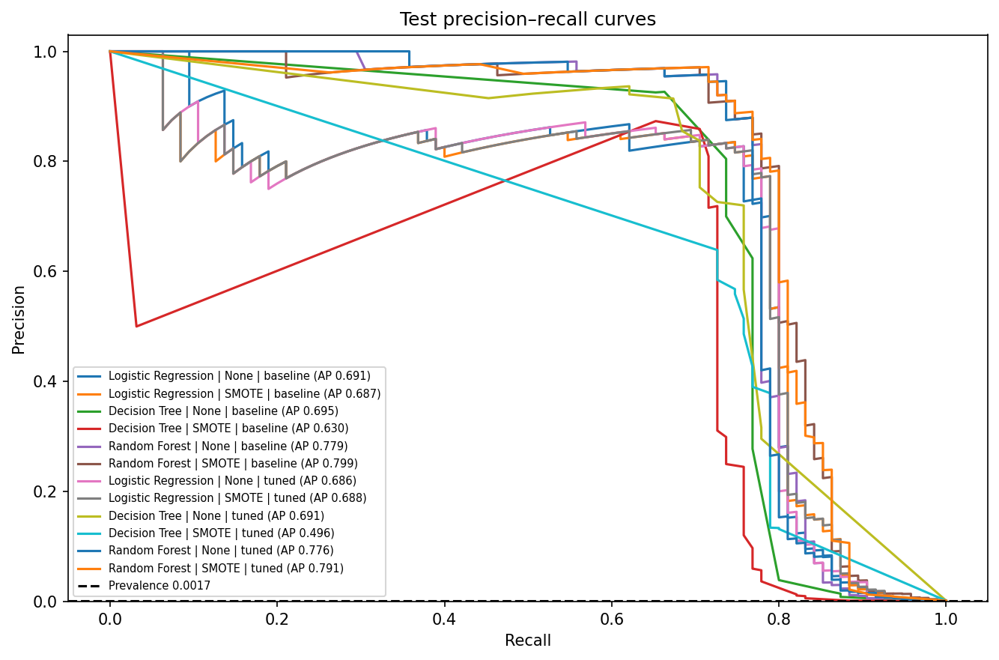 Test precision–recall curves
Precision
1.0
0.8
0.6
0.4
0.2
0.0
Logistic Regression | None | baseline (AP 0.691)
Logistic Regression | SMOTE | baseline (AP 0.687)
Decision Tree | None | baseline (AP 0.695)
Decision Tree | SMOTE | baseline (AP 0.630)
Random Forest | None | baseline (AP 0.779)
Random Forest | SMOTE | baseline (AP 0.799)
Logistic Regression | None | tuned (AP 0.686)
Logistic Regression | SMOTE | tuned (AP 0.688)
Decision Tree | None | tuned (AP 0.691)
Decision Tree | SMOTE | tuned (AP 0.496)
Random Forest | None | tuned (AP 0.776)
Random Forest | SMOTE | tuned (AP 0.791)
Prevalence 0.0017
0.0 0.2 0.4 0.6 0.8 1.0
Recall